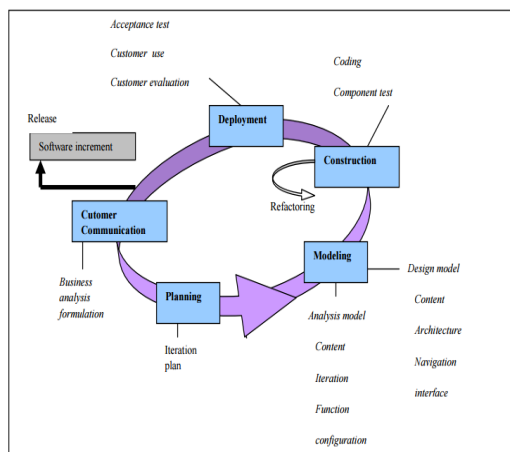 Acceptance test
Customer use
Customer evaluation
Coding
Component test
Deployment
Release
Software increment
Construction
Refactoring
Cutomer
Communication
Modeling
Business
analysis
formulation
Planning
Design model
Content
Architecture
Navigation
interface
Iteration
plan
Analysis model
Content
Iteration
Function
configuration